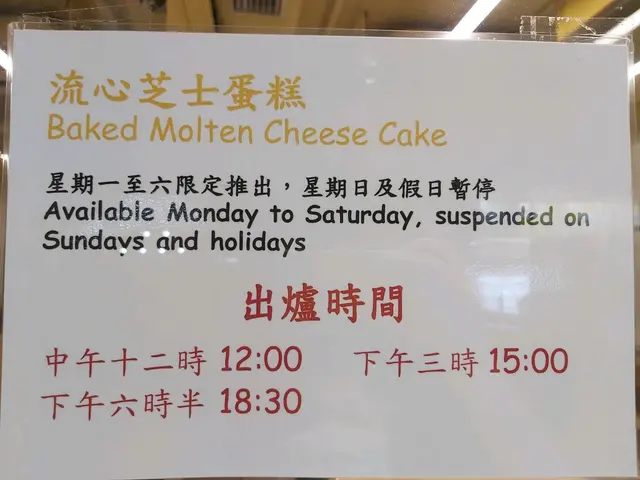 流心芝士蛋糕
Baked Molten Cheese Cake
星期一至六限定推出，星期日及假日暫停
Available Monday to Saturday, suspended on
Sundays and holidays
出爐時間
中午十二時 12:00 下午三時 15:00
下午六時半 18:30